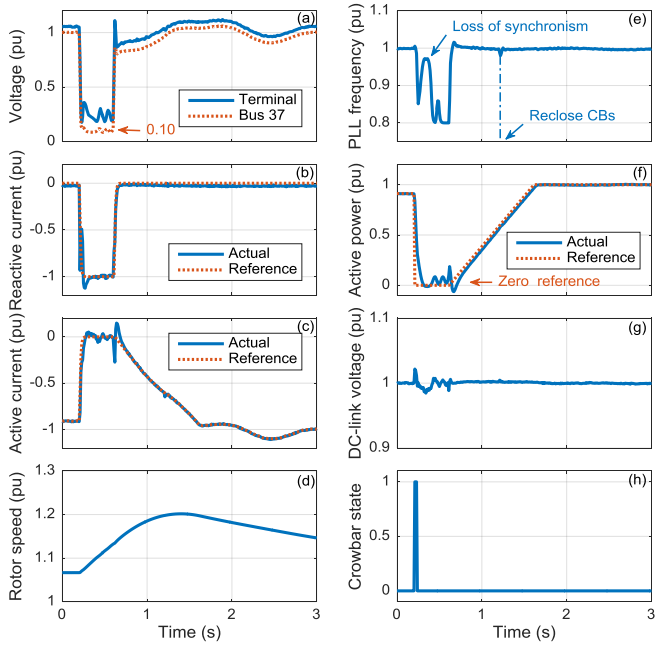 (a)
Voltage (pu)
1
0.5
0
Terminal
Bus 37
0.10
(b)
Reactive current (pu)
0
-0.5
-1
Actual
Reference
(c)
Active current (pu)
0
-0.5
-1
Actual
Reference
(d)
Rotor speed (pu)
1.3
1.2
1.1
1
0
1
2
3
Time (s)
(e)
PLL frequency (pu)
1.1
1
0.9
0.8
Loss of synchronism
Reclose CBs
(f)
Active power (pu)
1
0.5
0
Actual
Reference
Zero reference
(g)
DC-link voltage (pu)
1.1
1
0.9
(h)
Crowbar state
1
0.5
0
0
1
2
3
Time (s)